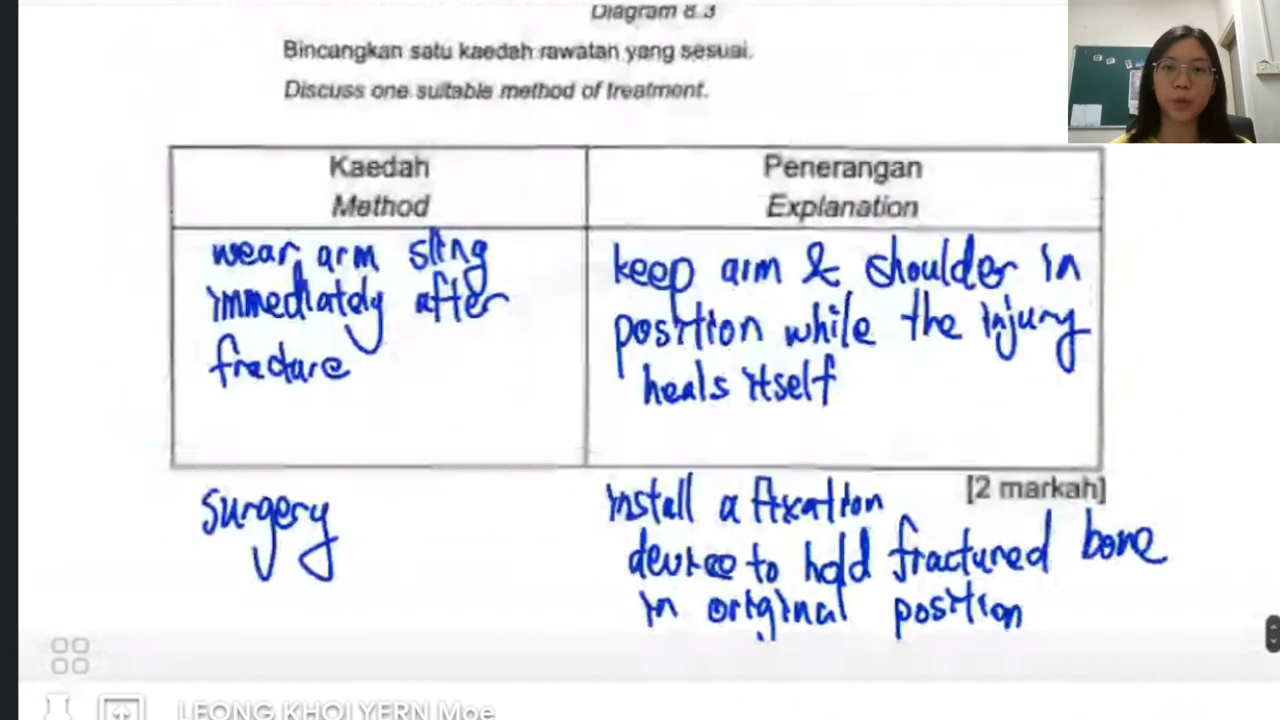 Diagram 8.3
Bincangkan satu kaedah rawatan yang sesuai.
Discuss one suitable method of treatment.
Kaedah
Method
Penerangan
Explanation
wear arm sling
immediately after
fracture
keep arm & shoulder in
position while the injury
heals itself
[2 markah]
surgery
install a fixation
device to hold fractured bone
in original position
LEONG KHOI YERN Moe